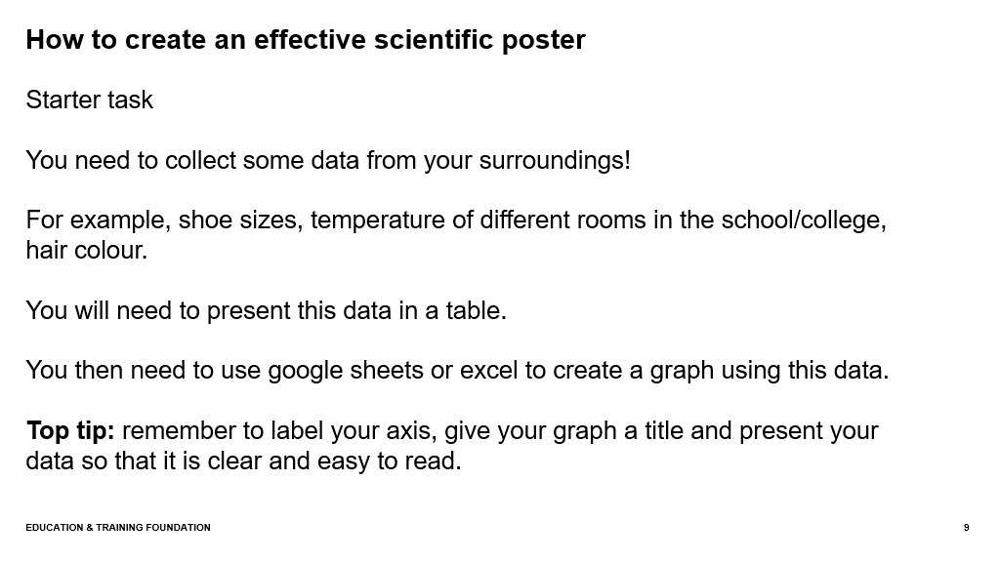 How to create an effective scientific poster
Starter task
You need to collect some data from your surroundings!
For example, shoe sizes, temperature of different rooms in the school/college,
hair colour.
You will need to present this data in a table.
You then need to use google sheets or excel to create a graph using this data.
Top tip: remember to label your axis, give your graph a title and present your
data so that it is clear and easy to read.
EDUCATION & TRAINING FOUNDATION
9